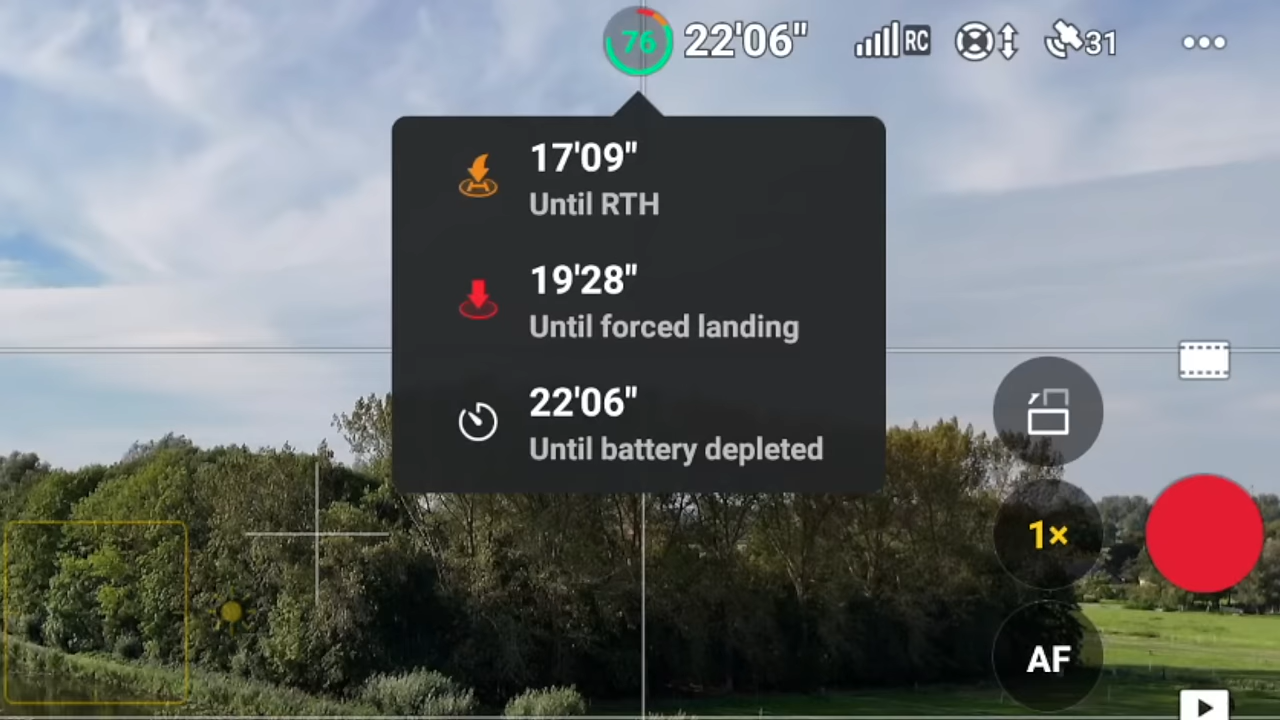 76 22'06" RC 31
17'09"
Until RTH
19'28"
Until forced landing
22'06"
Until battery depleted
1×
AF